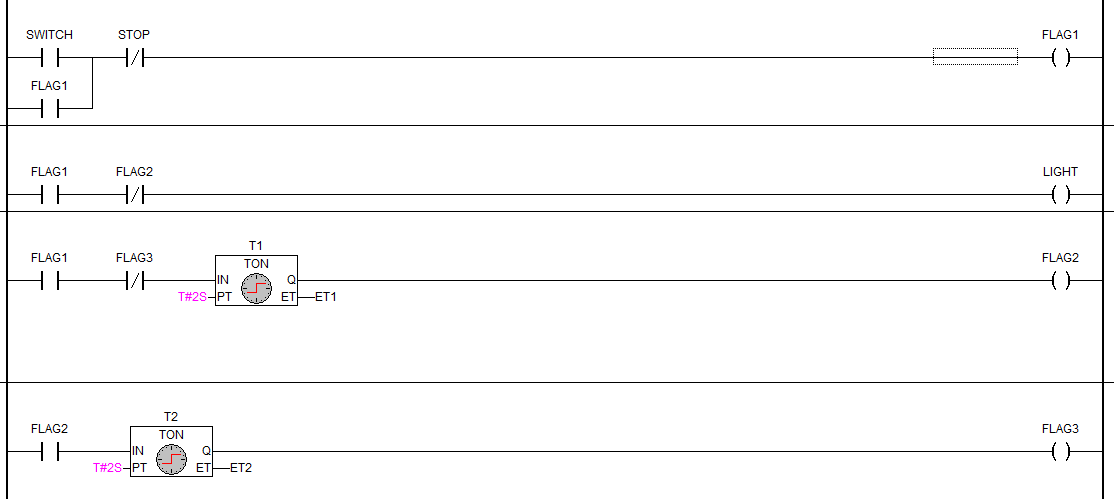 SWITCH STOP FLAG1
FLAG1
FLAG1 FLAG2 LIGHT
T1
FLAG1 FLAG3 TON FLAG2
IN Q
T#2S PT ET ET1
T2
FLAG2 TON FLAG3
IN Q
T#2S PT ET ET2